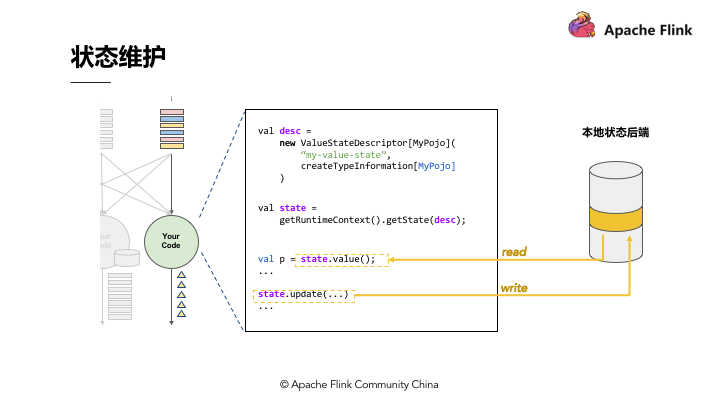 Apache Flink
状态维护
本地状态后端
Your
Code
Your
Code
val desc =
new ValueStateDescriptor[MyPojo](
“my-value-state”,
createTypeInformation[MyPojo]
)
val state =
getRuntimeContext().getState(desc);
val p = state.value();
...
state.update(...)
...
read
write
© Apache Flink Community China